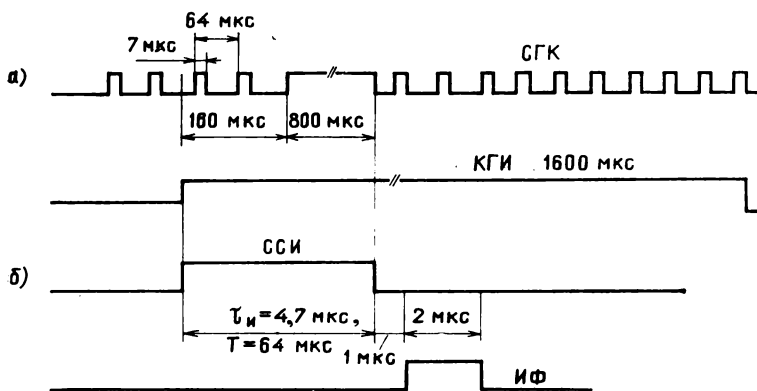 64 мкс
7 мкс
СГК
а)
160 мкс
800 мкс
КГИ 1600 мкс
ССИ
б)
τи=4,7 мкс,
T=64 мкс
1 мкс
2 мкс
ИФ